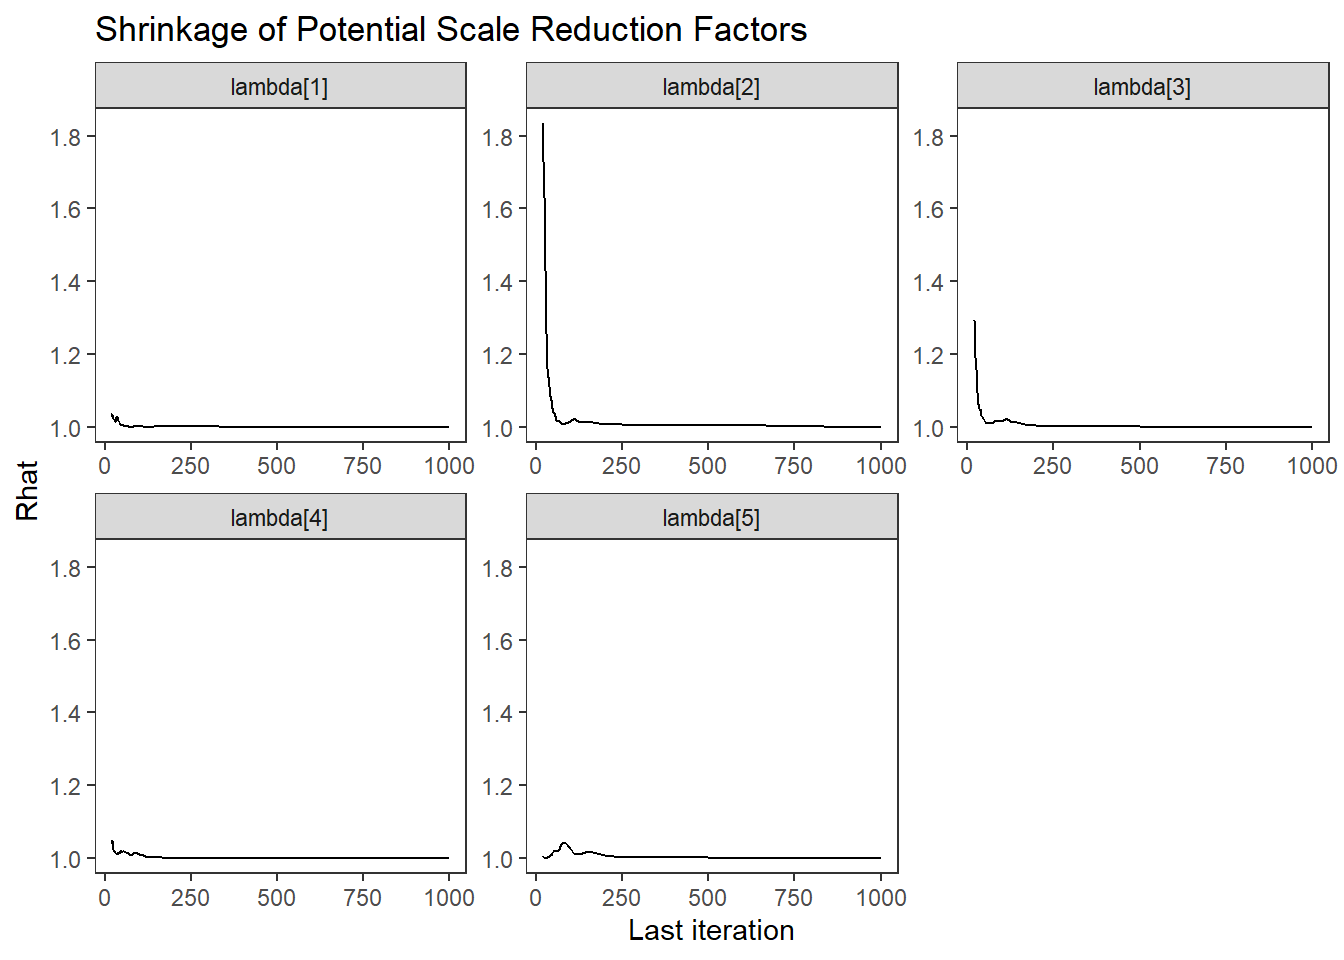 Shrinkage of Potential Scale Reduction Factors
lambda[1] lambda[2] lambda[3]
1.8 1.8 1.8
1.6 1.6 1.6
1.4 1.4 1.4
1.2 1.2 1.2
1.0 1.0 1.0
0 250 500 750 1000 0 250 500 750 1000 0 250 500 750 1000
Rhat
lambda[4] lambda[5]
1.8 1.8
1.6 1.6
1.4 1.4
1.2 1.2
1.0 1.0
0 250 500 750 1000 0 250 500 750 1000
Last iteration